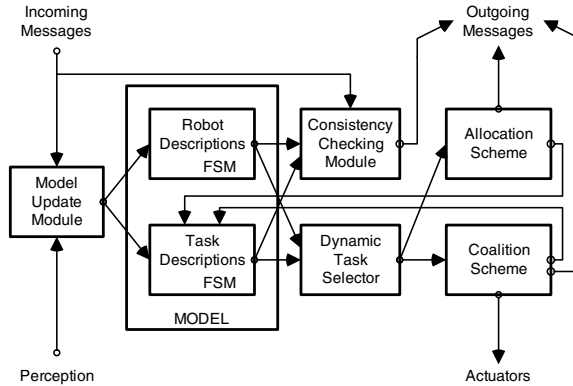 Incoming
Messages
Outgoing
Messages
Robot
Descriptions
FSM
Consistency
Checking
Module
Allocation
Scheme
Model
Update
Module
Task
Descriptions
FSM
Dynamic
Task
Selector
Coalition
Scheme
MODEL
Perception
Actuators